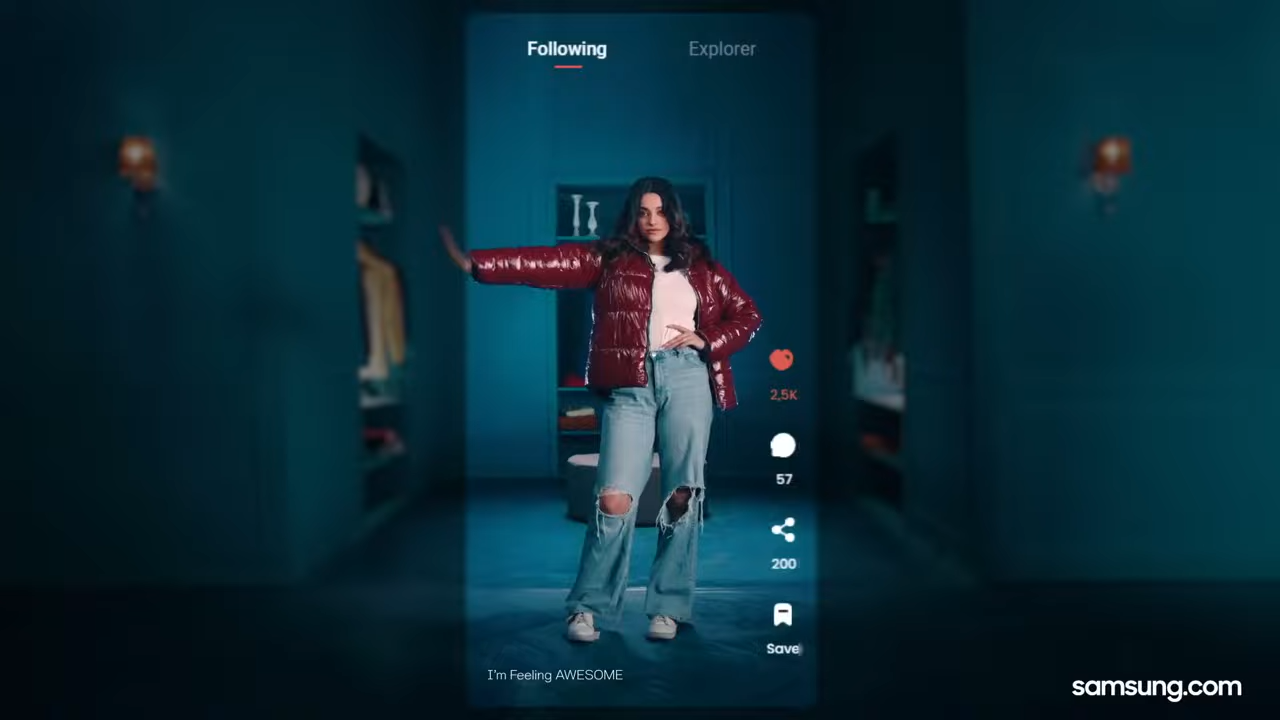 Following
Explorer
2,5K
57
200
Save
I'm Feeling AWESOME
samsung.com